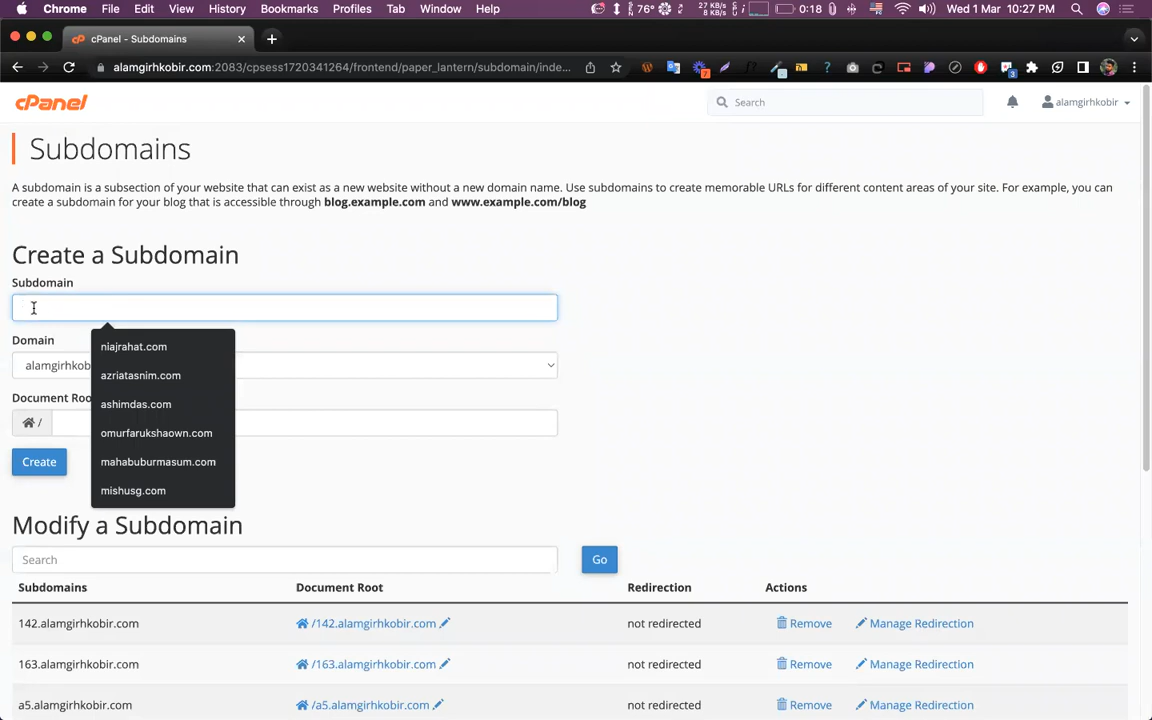 Chrome File Edit View History Bookmarks Profiles Tab Window Help 76° 27 KB/s 8 KB/s 0:18 Wed 1 Mar 10:27 PM
cPanel - Subdomains
alamgirhkobir.com:2083/cpsess1720341264/frontend/paper_lantern/subdomain/inde...
cPanel Search alamgirhkobir
Subdomains
A subdomain is a subsection of your website that can exist as a new website without a new domain name. Use subdomains to create memorable URLs for different content areas of your site. For example, you can
create a subdomain for your blog that is accessible through blog.example.com and www.example.com/blog
Create a Subdomain
Subdomain
niajrahat.com
azriatasnim.com
ashimdas.com
omurfarukshaown.com
mahabuburmasum.com
mishusg.com
Domain
alamgirhkob
Document Roo
/
Create
Modify a Subdomain
Search Go
Subdomains Document Root Redirection Actions
142.alamgirhkobir.com /142.alamgirhkobir.com not redirected Remove Manage Redirection
163.alamgirhkobir.com /163.alamgirhkobir.com not redirected Remove Manage Redirection
a5.alamgirhkobir.com /a5.alamgirhkobir.com not redirected Remove Manage Redirection